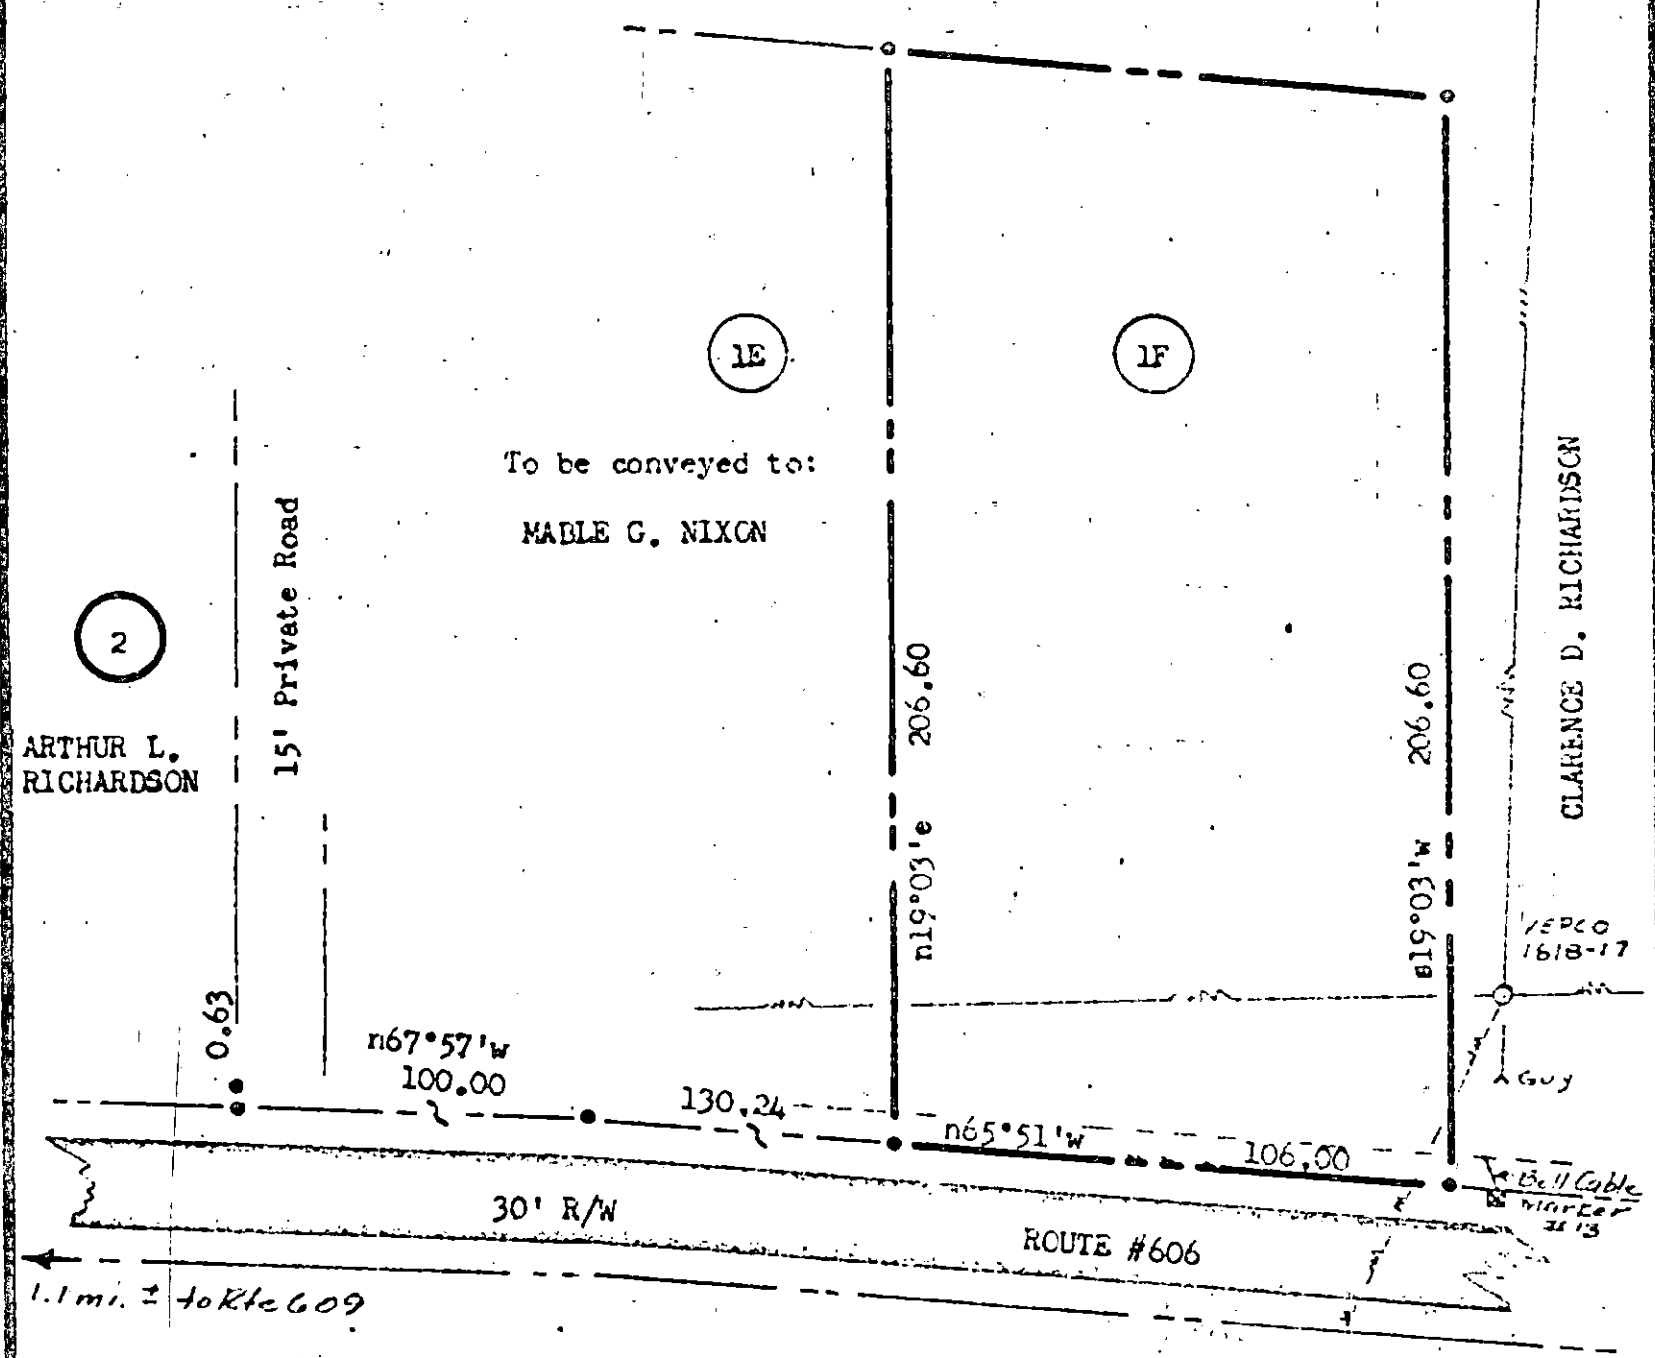 1E
1F
To be conveyed to:
MABLE G. NIXON
15' Private Road
2
ARTHUR L.
RICHARDSON
206.60
n19°03'e
206.60
s19°03'w
CLARENCE D. RICHARDSON
VEPCO
1618-17
0.63
n67°57'w
100.00
130.24
n65°51'w
106.00
Guy
Bell Cable
Marker
# 13
30' R/W
ROUTE #606
1.1 mi. ± to Rte 609